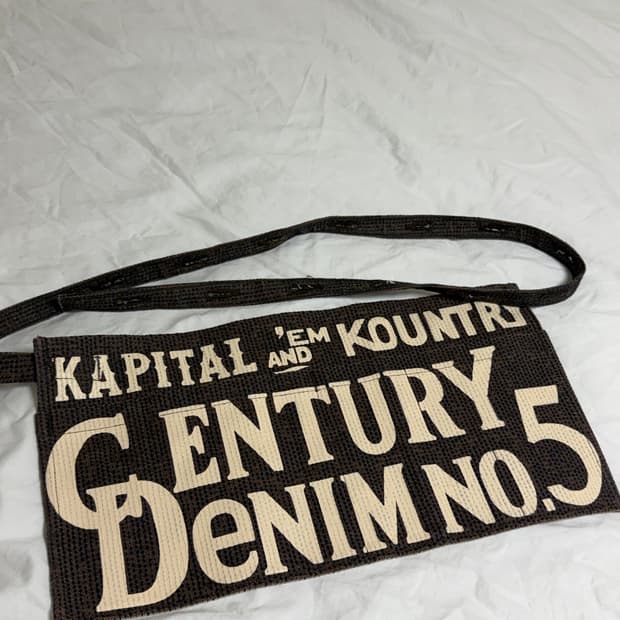 KAPITAL 'EM AND KOUNTRY
CENTURY
DeNIM NO.5